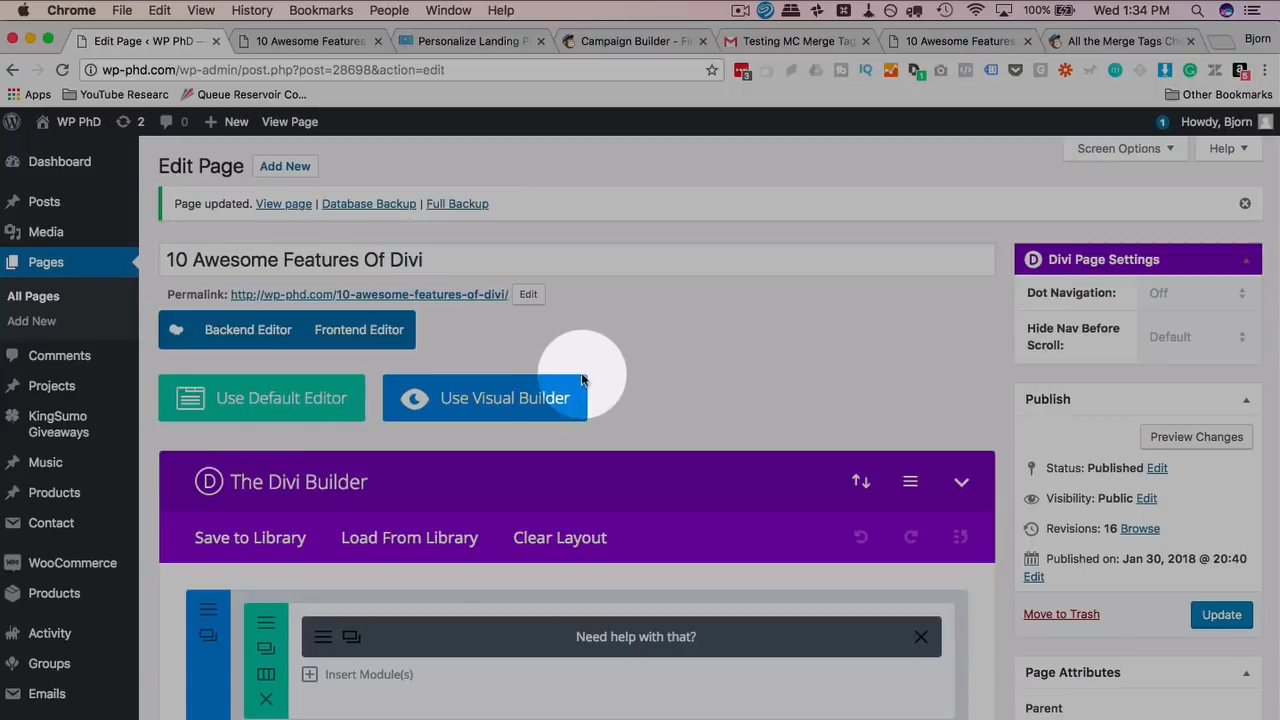 Chrome File Edit View History Bookmarks People Window Help 100% Wed 1:34 PM
Edit Page ‹ WP PhD × 10 Awesome Features × Personalize Landing P × Campaign Builder - Fi × Testing MC Merge Tag × 10 Awesome Features × All the Merge Tags Ch × Bjorn
wp-phd.com/wp-admin/post.php?post=28698&action=edit
Apps YouTube Researc Queue Reservoir Co... Other Bookmarks
WP PhD 2 0 New View Page 1 Howdy, Bjorn
Screen Options Help
Edit Page Add New
Page updated. View page | Database Backup | Full Backup
10 Awesome Features Of Divi
Permalink: http://wp-phd.com/10-awesome-features-of-divi/ Edit
Backend Editor Frontend Editor
Use Default Editor Use Visual Builder
The Divi Builder
Save to Library Load From Library Clear Layout
Need help with that?
Insert Module(s)
Dashboard
Posts
Media
Pages
All Pages
Add New
Comments
Projects
KingSumo
Giveaways
Music
Products
Contact
WooCommerce
Products
Activity
Groups
Emails
Divi Page Settings
Dot Navigation: Off
Hide Nav Before
Scroll: Default
Publish
Preview Changes
Status: Published Edit
Visibility: Public Edit
Revisions: 16 Browse
Published on: Jan 30, 2018 @ 20:40
Edit
Move to Trash Update
Page Attributes
Parent